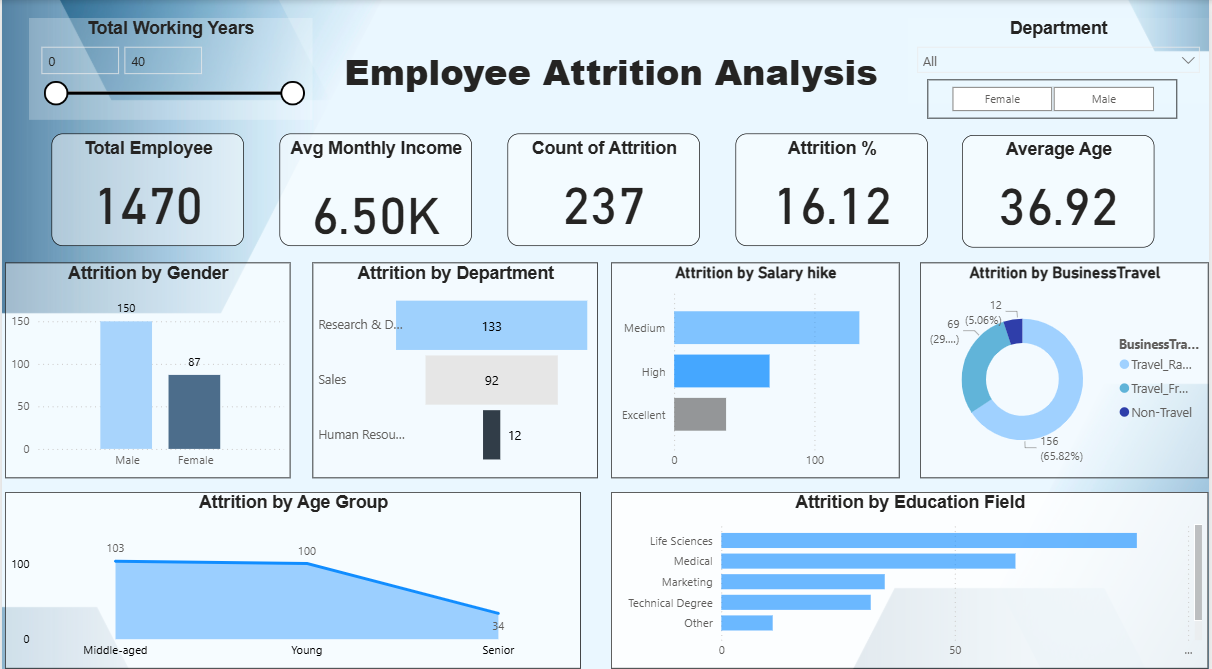 Total Working Years
0
40
Employee Attrition Analysis
Department
All
Female
Male
Total Employee
1470
Avg Monthly Income
6.50K
Count of Attrition
237
Attrition %
16.12
Average Age
36.92
Attrition by Gender
150
100
50
0
150
87
Male
Female
Attrition by Department
Research & D...
133
Sales
92
Human Resou...
12
Attrition by Salary hike
Medium
High
Excellent
0
100
Attrition by BusinessTravel
12
(5.06%)
69
(29....)
156
(65.82%)
BusinessTra...
Travel_Ra...
Travel_Fr...
Non-Travel
Attrition by Age Group
100
0
103
100
34
Middle-aged
Young
Senior
Attrition by Education Field
Life Sciences
Medical
Marketing
Technical Degree
Other
0
50
...